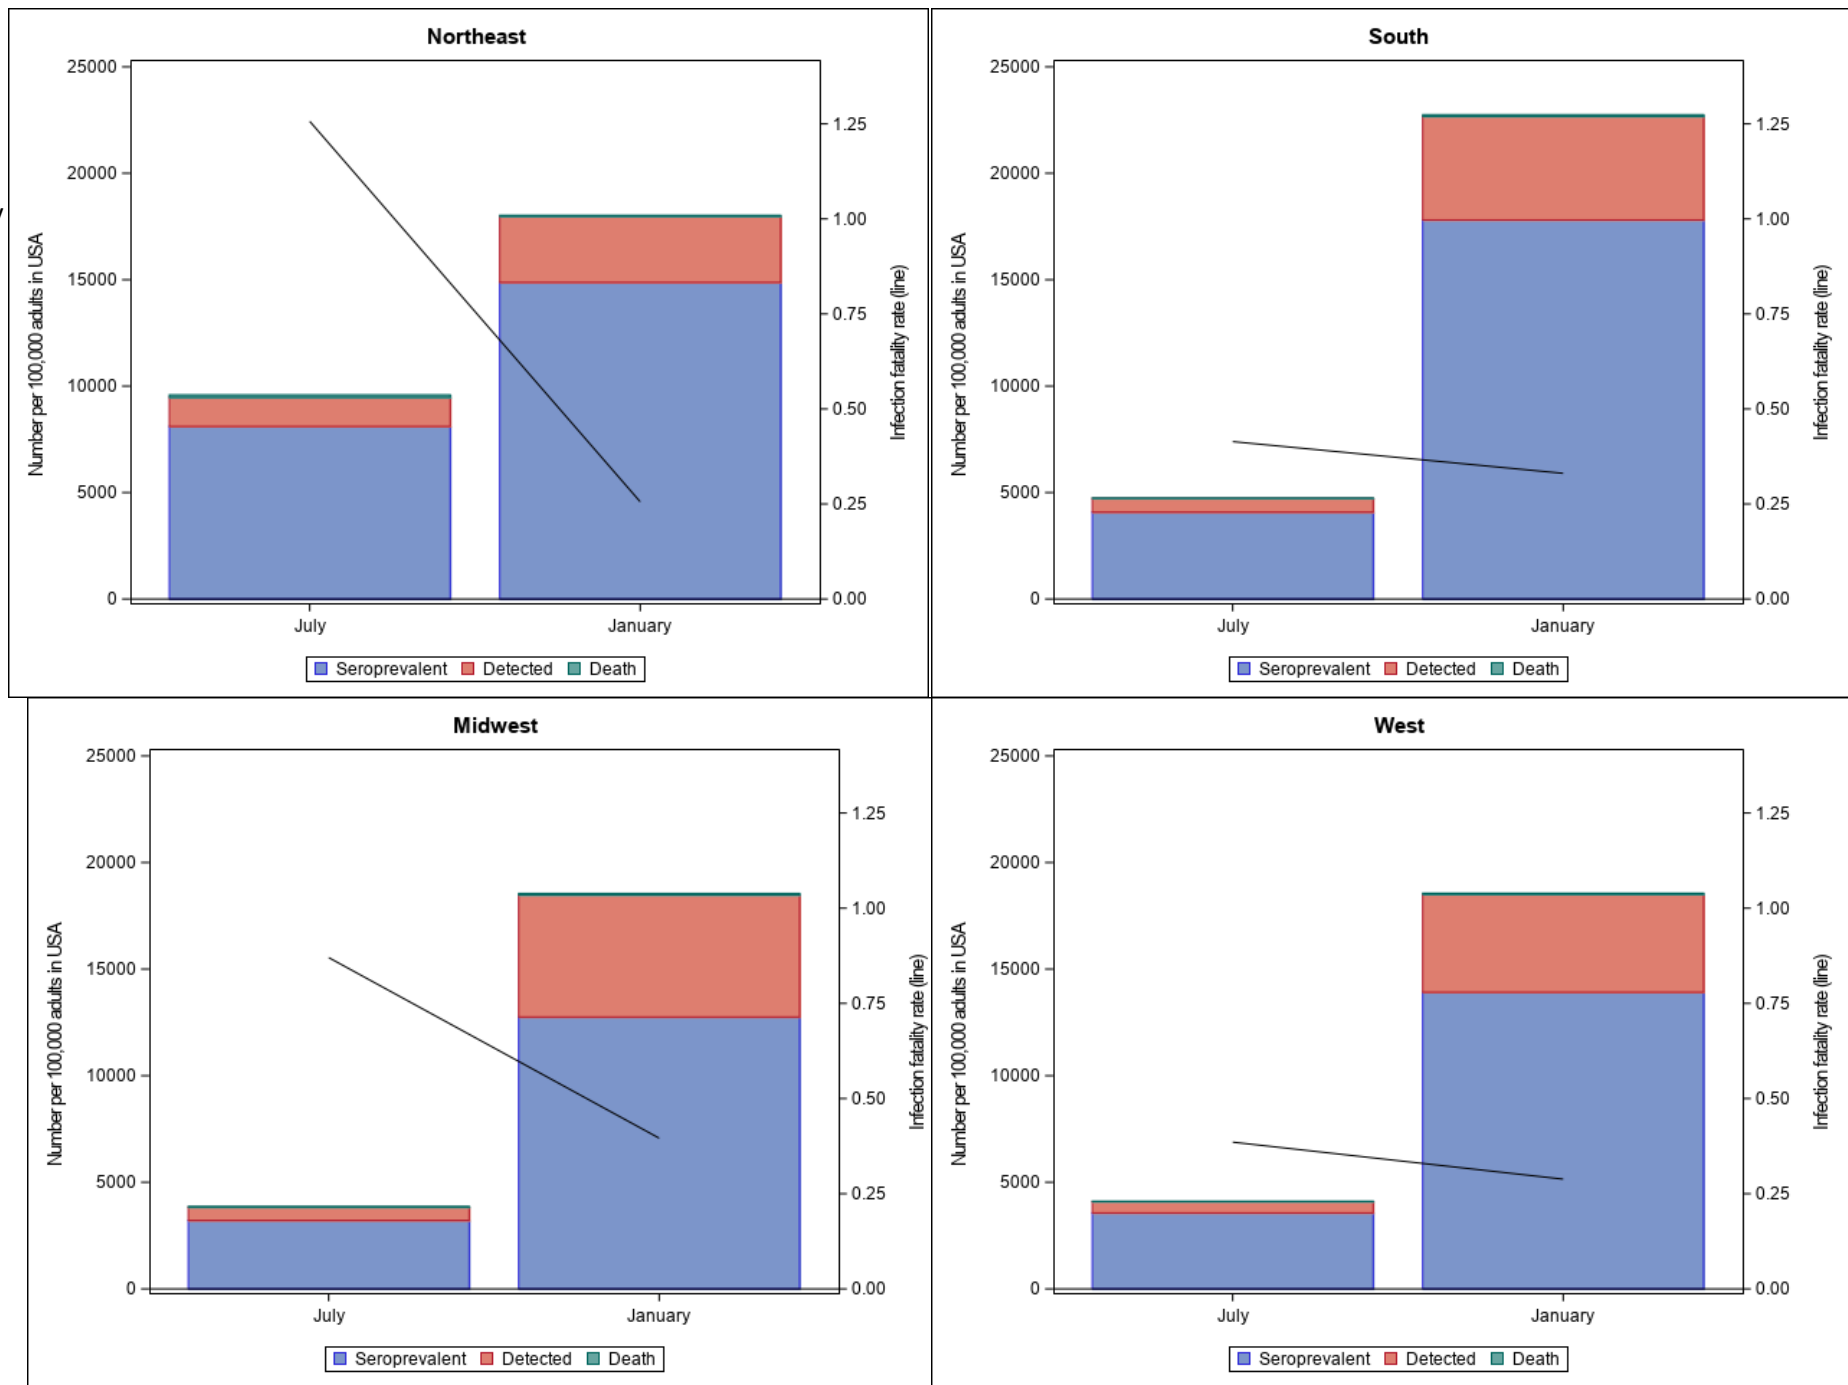 Northeast
25000
20000
15000
10000
5000
0
1.25
1.00
0.75
0.50
0.25
0.00
Number per 100,000 adults in USA
Infection fatality rate (line)
July January
Seroprevalent Detected Death
South
25000
20000
15000
10000
5000
0
1.25
1.00
0.75
0.50
0.25
0.00
Number per 100,000 adults in USA
Infection fatality rate (line)
July January
Seroprevalent Detected Death
Midwest
25000
20000
15000
10000
5000
0
1.25
1.00
0.75
0.50
0.25
0.00
Number per 100,000 adults in USA
Infection fatality rate (line)
July January
Seroprevalent Detected Death
West
25000
20000
15000
10000
5000
0
1.25
1.00
0.75
0.50
0.25
0.00
Number per 100,000 adults in USA
Infection fatality rate (line)
July January
Seroprevalent Detected Death